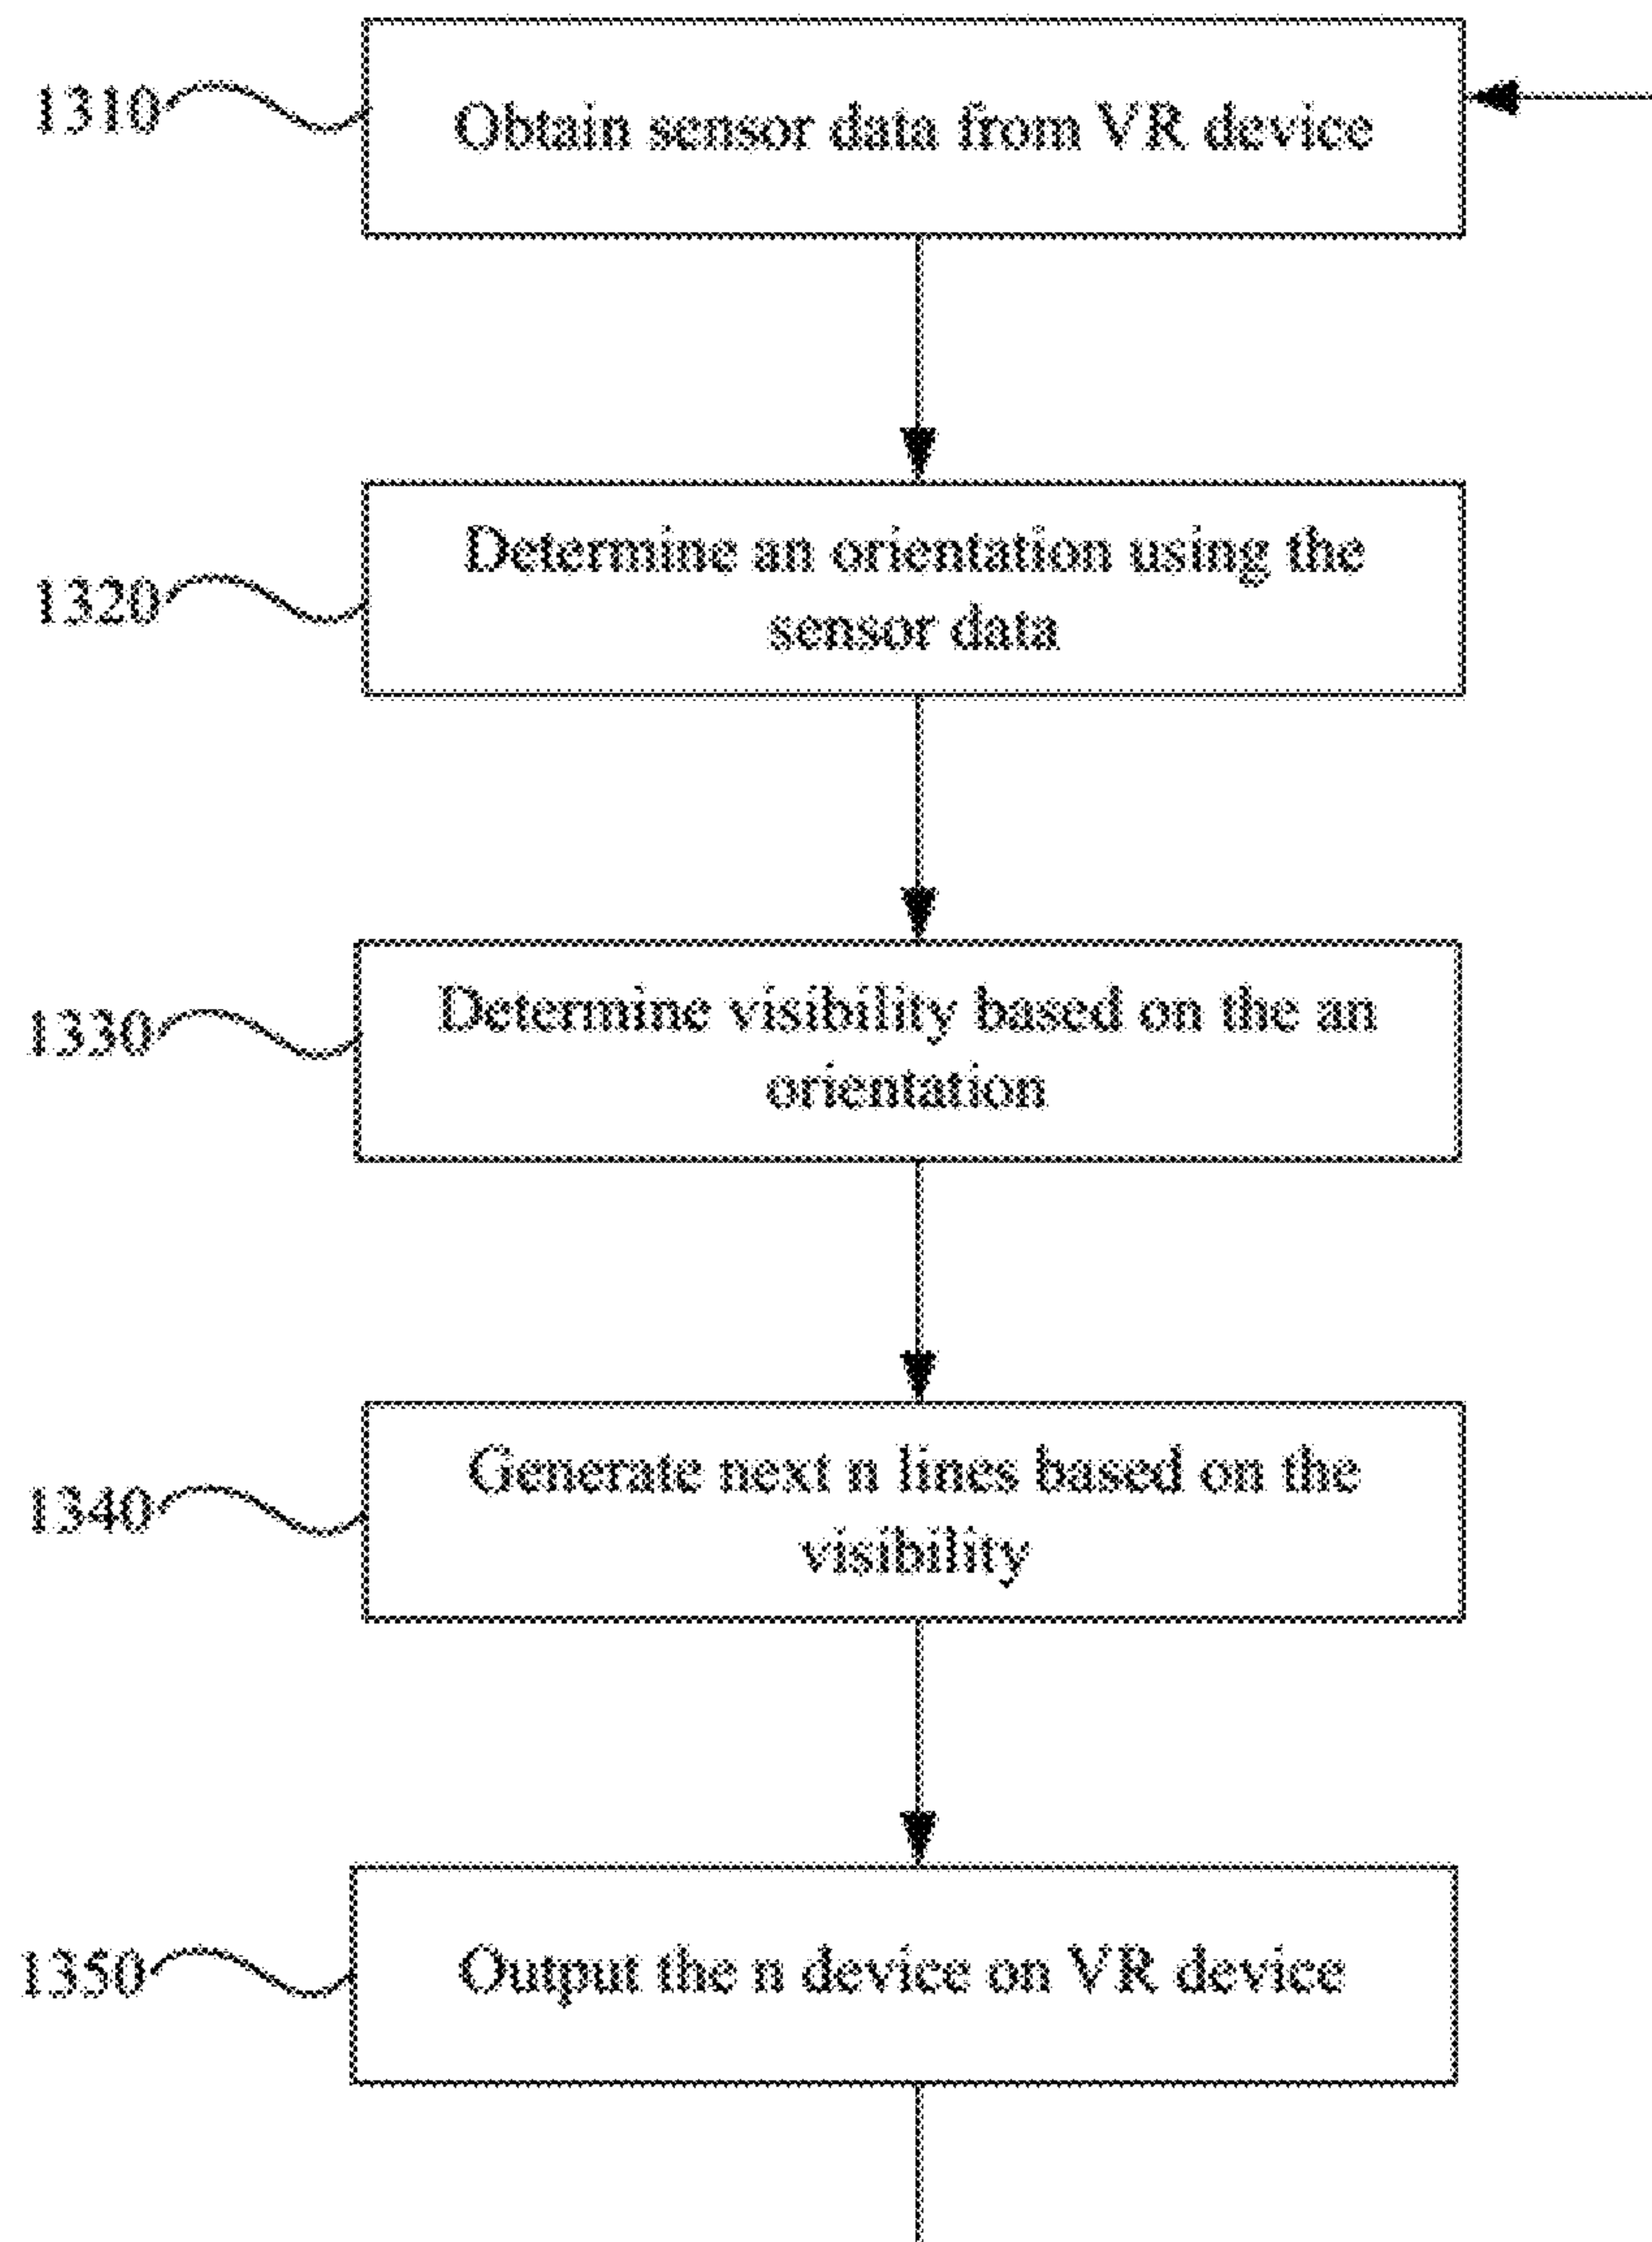 1310
Obtain sensor data from VR device
1320
Determine an orientation using the
sensor data
1330
Determine visibility based on the an
orientation
1340
Generate next n lines based on the
visibility
1350
Output the n device on VR device